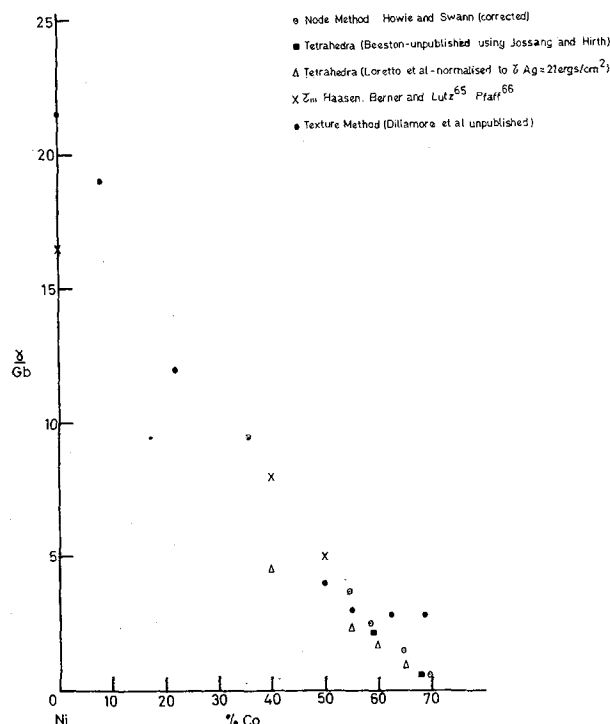 Node Method Howie and Swann (corrected)
Tetrahedra (Beeston-unpublished using Jossang and Hirth)
Tetrahedra (Loretto et al-normalised to γ Ag=21ergs/cm²)
τm Haasen, Berner and Lutz65 Pfaff66
Texture Method (Dillamore et al unpublished)
25
20
15
γ
Gb
10
5
0 10 20 30 40 50 60 70
Ni % Co